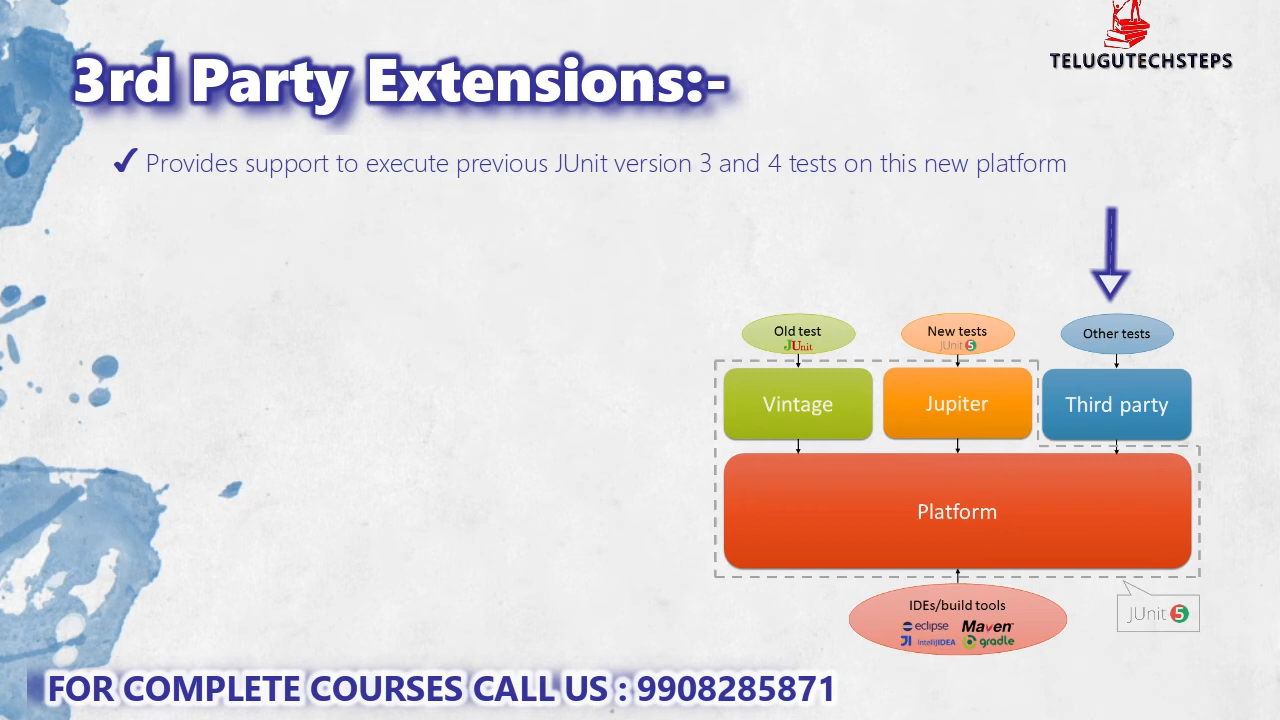 TELUGUTECHSTEPS
3rd Party Extensions:-
Provides support to execute previous JUnit version 3 and 4 tests on this new platform
Old test
JUnit
New tests
JUnit 5
Other tests
Vintage
Jupiter
Third party
Platform
IDEs/build tools
eclipse
Maven
IntelliJIDEA
gradle
JUnit 5
FOR COMPLETE COURSES CALL US : 9908285871